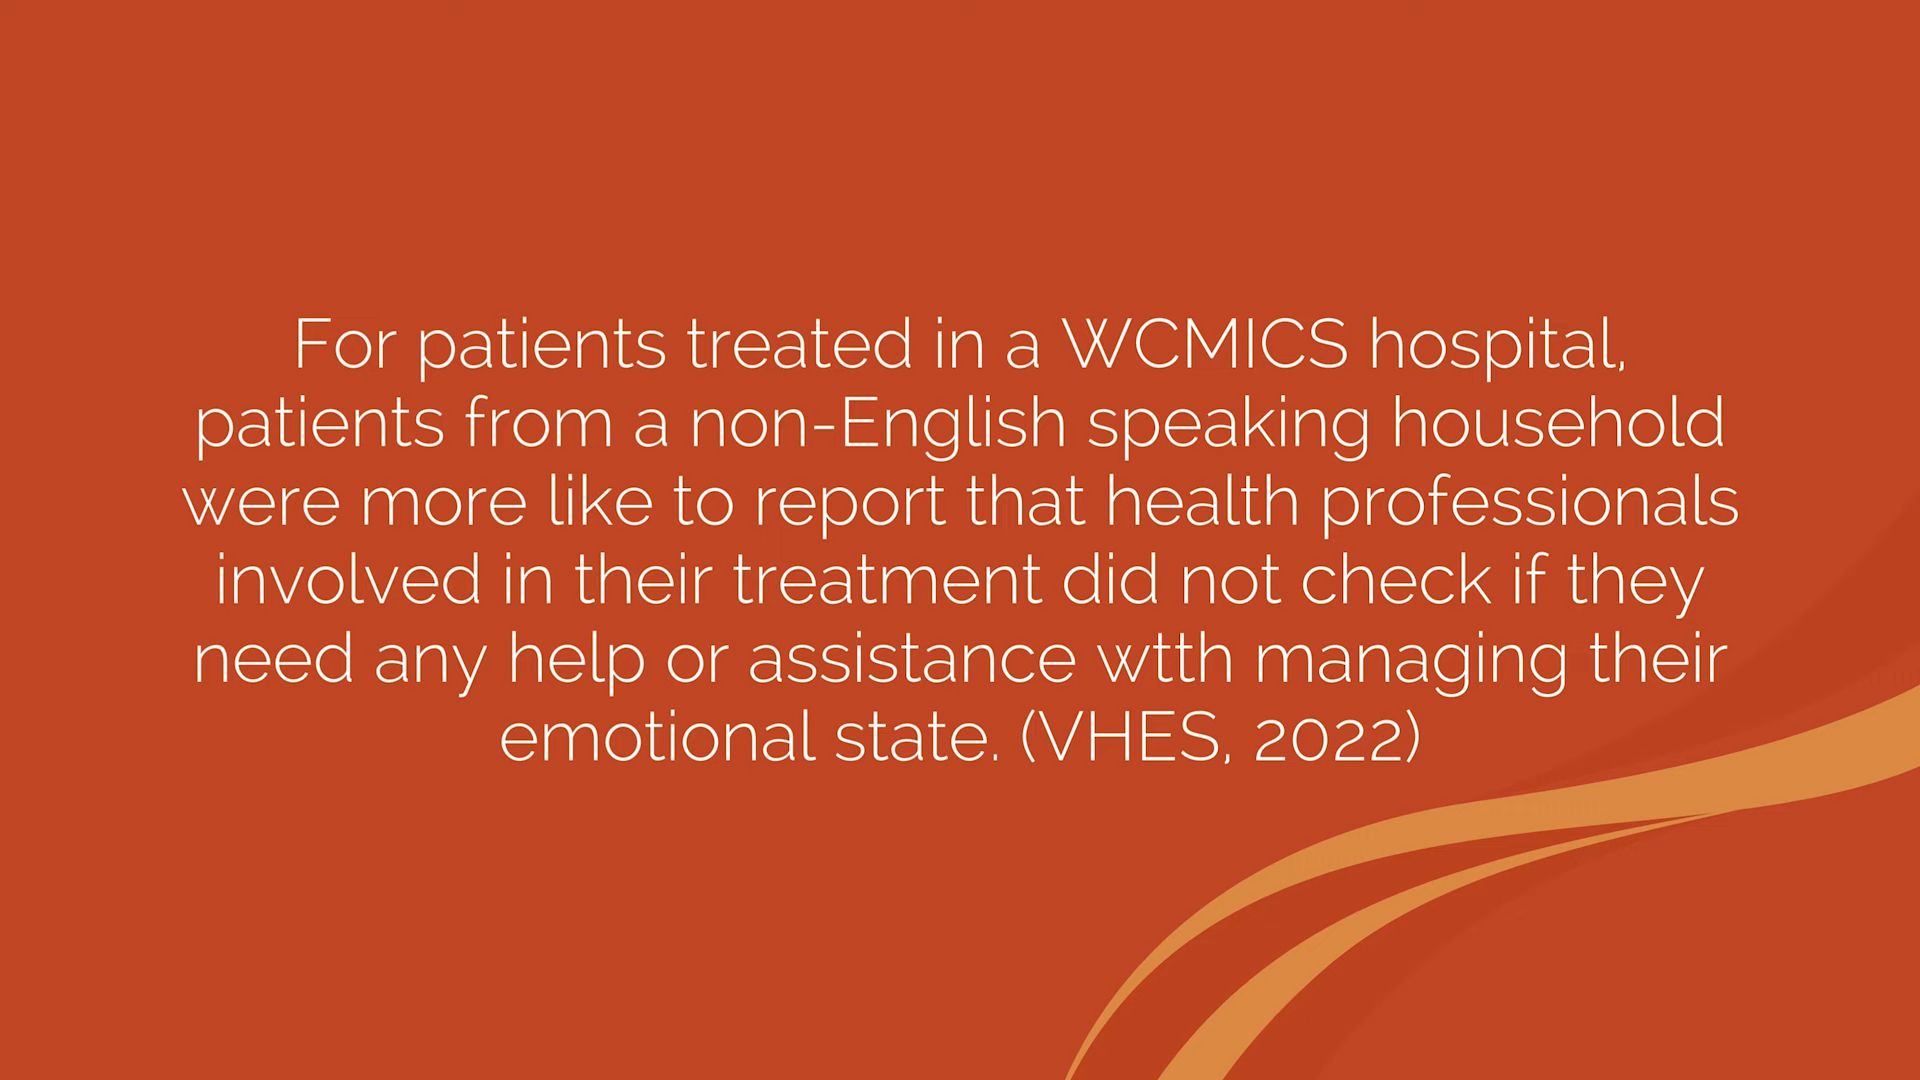 For patients treated in a WCMICS hospital,
patients from a non-English speaking household
were more like to report that health professionals
involved in their treatment did not check if they
need any help or assistance wtth managing their
emotional state. (VHES, 2022)